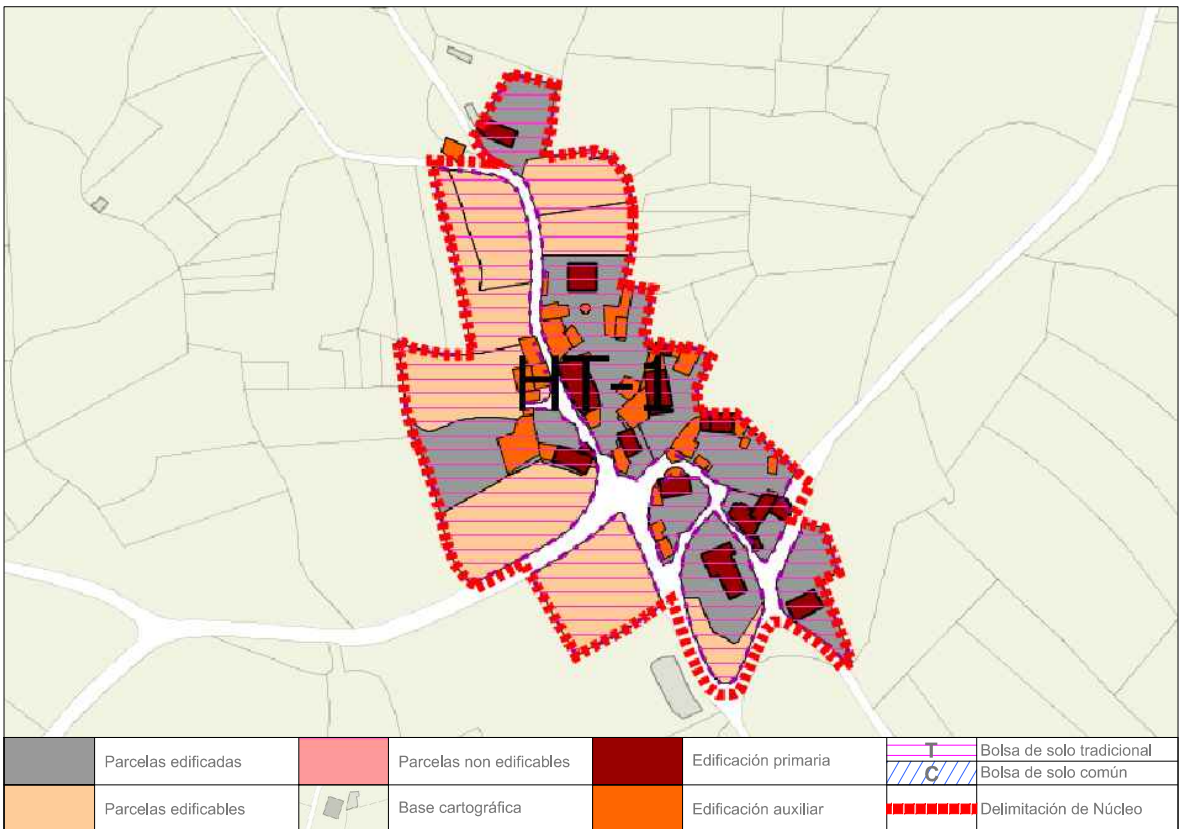 HT-1
Parcelas edificadas
Parcelas non edificables
Edificación primaria
T
Bolsa de solo tradicional
C
Bolsa de solo común
Parcelas edificables
Base cartográfica
Edificación auxiliar
Delimitación de Núcleo